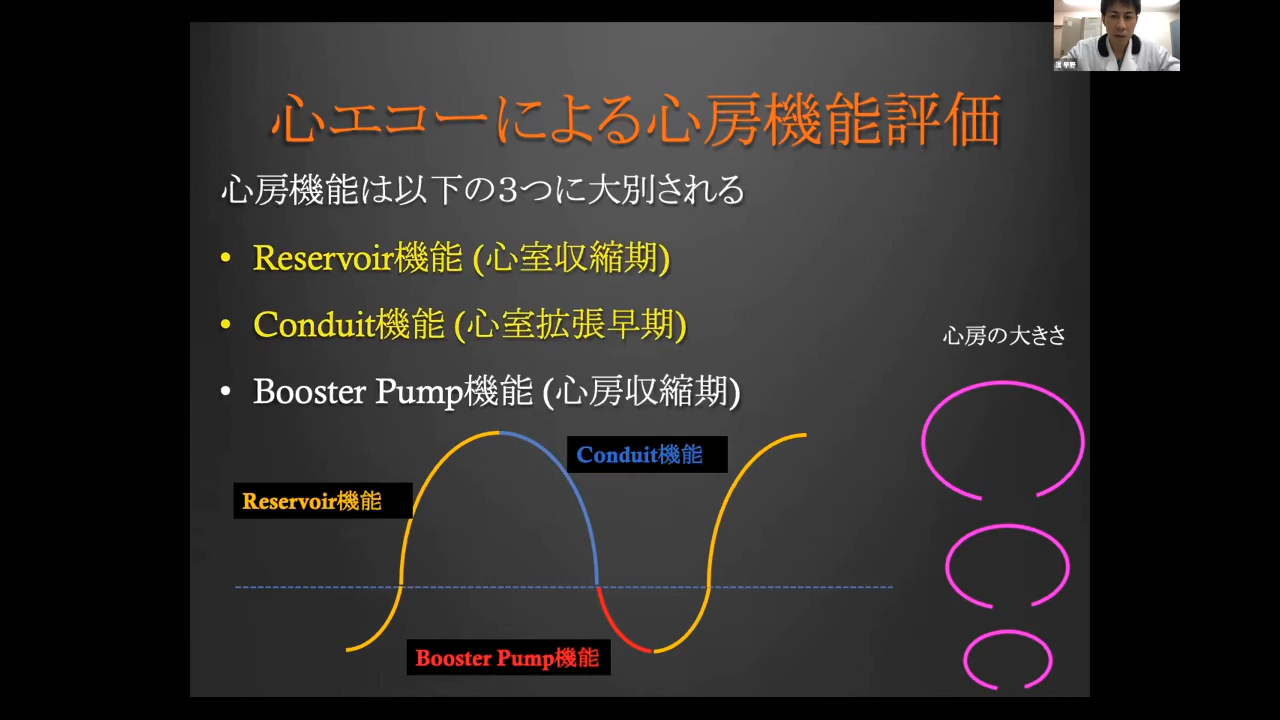 心エコーによる心房機能評価
心房機能は以下の3つに大別される
• Reservoir機能 (心室収縮期)
• Conduit機能 (心室拡張早期)
• Booster Pump機能 (心房収縮期)
心房の大きさ
Conduit機能
Reservoir機能
Booster Pump機能